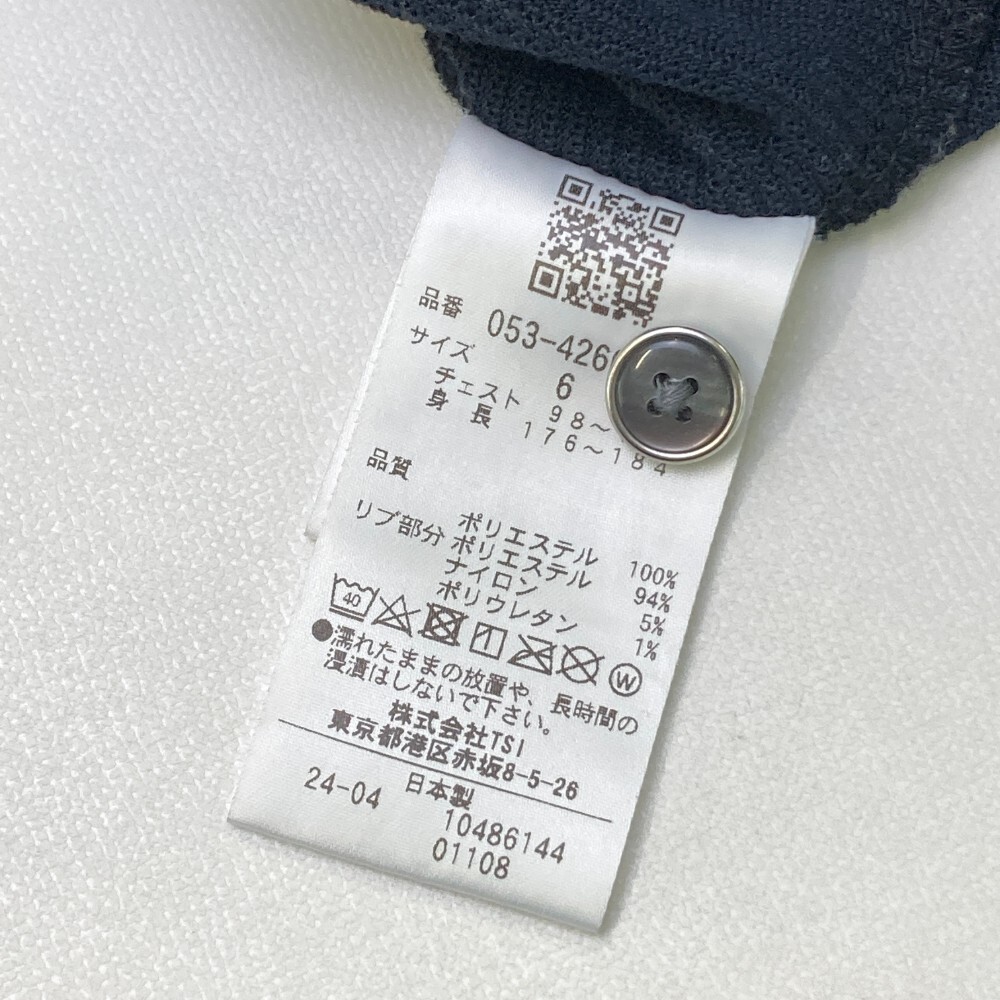 品番 053-426
サイズ 6
チェスト 98～
身長 176～184
品質
ポリエステル 100%
リブ部分 ポリエステル 94%
ナイロン 5%
ポリウレタン 1%
40 W
●濡れたままの放置や、長時間の
浸漬はしないで下さい。
株式会社TSI
東京都港区赤坂8-5-26
24-04 日本製
10486144
01108